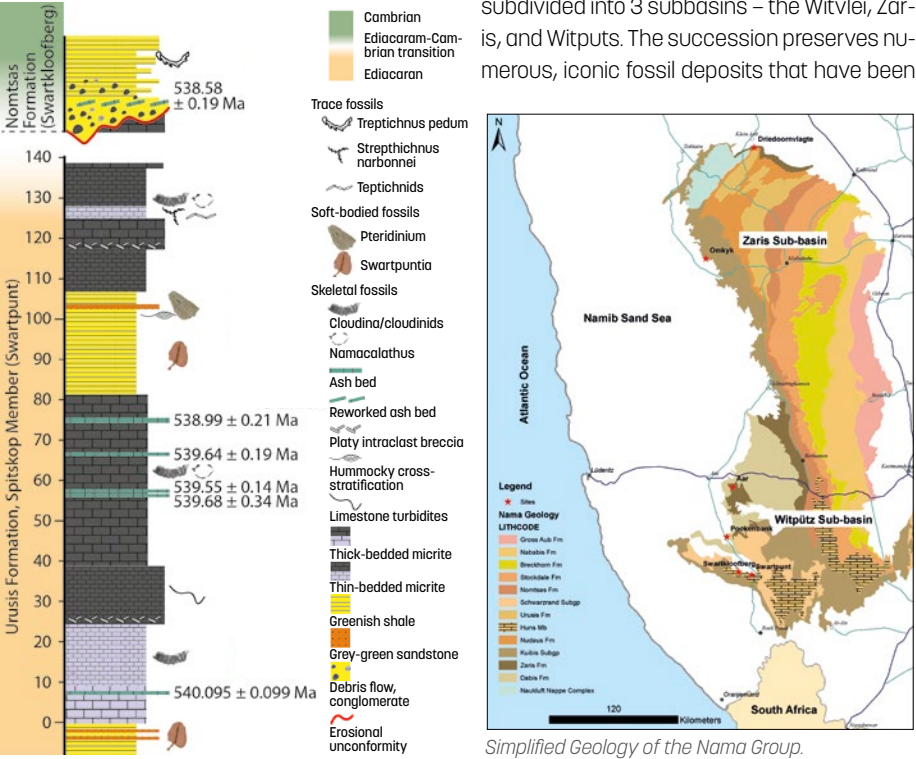 subdivided into 3 subbasins – the Witvlei, Zar-
is, and Witputs. The succession preserves nu-
merous, iconic fossil deposits that have been
Nomtsas
Formation
(Swartkloofberg)
538.58
± 0.19 Ma
Urusis Formation, Spitskop Member (Swartpunt)
140
130
120
110
100
90
80
70
60
50
40
30
20
10
0
538.99 ± 0.21 Ma
539.64 ± 0.19 Ma
539.55 ± 0.14 Ma
539.68 ± 0.34 Ma
540.095 ± 0.099 Ma
Cambrian
Ediacaram-Cam-
brian transition
Ediacaran
Trace fossils
Treptichnus pedum
Strepthichnus
narbonnei
Teptichnids
Soft-bodied fossils
Pteridinium
Swartpuntia
Skeletal fossils
Cloudina/cloudinids
Namacalathus
Ash bed
Reworked ash bed
Platy intraclast breccia
Hummocky cross-
stratification
Limestone turbidites
Thick-bedded micrite
Thin-bedded micrite
Greenish shale
Grey-green sandstone
Debris flow,
conglomerate
Erosional
unconformity
N
Driedoornvlagte
Zaris Sub-basin
Omkyk
Namib Sand Sea
Atlantic Ocean
Lüderitz
Aar
Witpütz Sub-basin
Pockenbank
Swartkloofberg
Swartpunt
Oranjemund
South Africa
Legend
Sites
Nama Geology
LITHCODE
Gross Aub Fm
Nababis Fm
Breckhorn Fm
Stockdale Fm
Nomtses Fm
Schwarzrand Subgp
Urusis Fm
Huns Mb
Nudaus Fm
Kuibis Subgp
Zaris Fm
Dabis Fm
Naukluft Nappe Complex
120
Kilometers
Simplified Geology of the Nama Group.